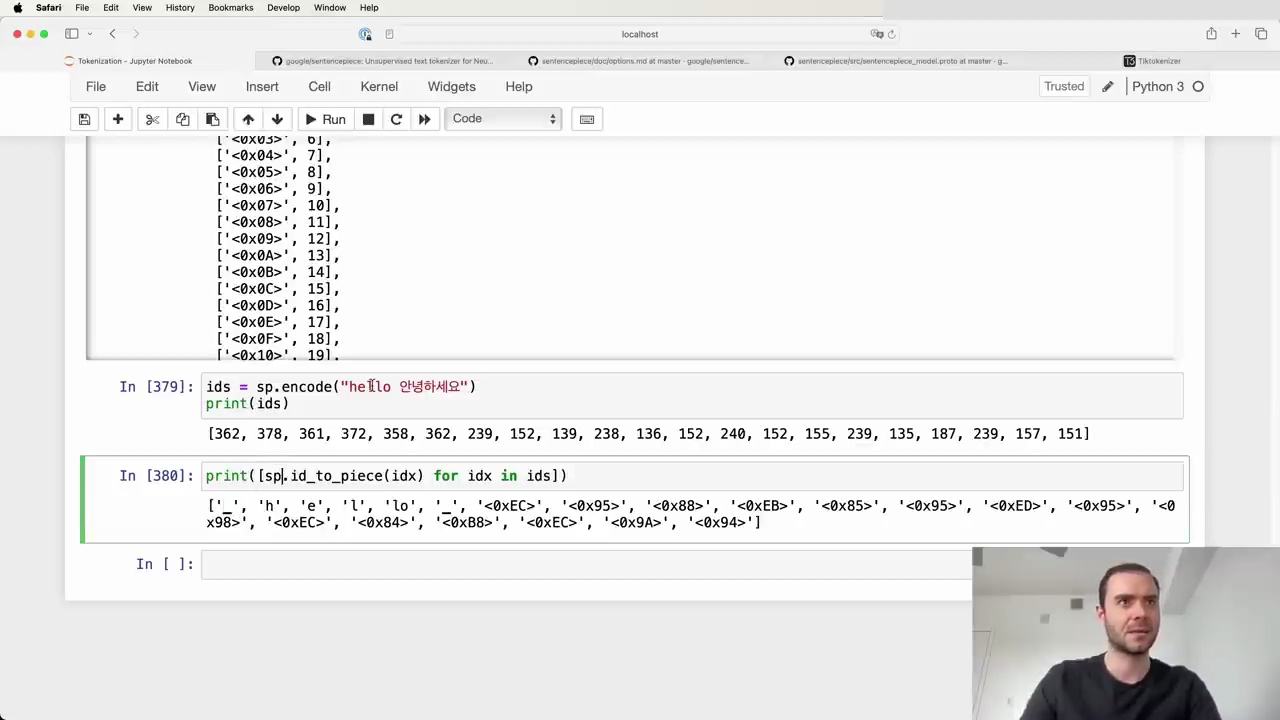 Safari File Edit View History Bookmarks Develop Window Help
localhost
Tokenization - Jupyter Notebook
google/sentencepiece: Unsupervised text tokenizer for Neu...
sentencepiece/doc/options.md at master · google/sentence...
sentencepiece/src/sentencepiece_model.proto at master · g...
Tiktokenizer
File Edit View Insert Cell Kernel Widgets Help
Trusted
Python 3
Run
Code
['<0x03>', 6],
['<0x04>', 7],
['<0x05>', 8],
['<0x06>', 9],
['<0x07>', 10],
['<0x08>', 11],
['<0x09>', 12],
['<0x0A>', 13],
['<0x0B>', 14],
['<0x0C>', 15],
['<0x0D>', 16],
['<0x0E>', 17],
['<0x0F>', 18],
['<0x10>', 19],
In [379]: ids = sp.encode("hello 안녕하세요")
print(ids)
[362, 378, 361, 372, 358, 362, 239, 152, 139, 238, 136, 152, 240, 152, 155, 239, 135, 187, 239, 157, 151]
In [380]: print([sp.id_to_piece(idx) for idx in ids])
['▁', 'h', 'e', 'l', 'lo', '▁', '<0xEC>', '<0x95>', '<0x88>', '<0xEB>', '<0x85>', '<0x95>', '<0xED>', '<0x95>', '<0
x98>', '<0xEC>', '<0x84>', '<0xB8>', '<0xEC>', '<0x9A>', '<0x94>']
In [ ]: